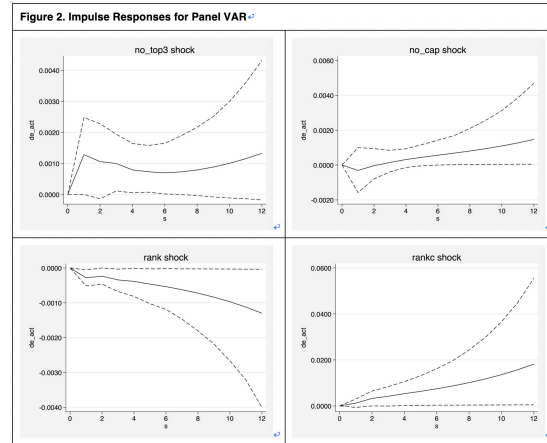 Figure 2. Impulse Responses for Panel VAR↵
no_top3 shock
0.0040
0.0030
0.0020
0.0010
0.0000
de_act
0 2 4 6 8 10 12
s
↵
no_cap shock
0.0060
0.0040
0.0020
0.0000
-0.0020
de_act
0 2 4 6 8 10 12
s
↵
rank shock
0.0000
-0.0010
-0.0020
-0.0030
-0.0040
de_act
0 2 4 6 8 10 12
s
↵
rankc shock
0.0600
0.0400
0.0200
0.0000
de_act
0 2 4 6 8 10 12
s
↵